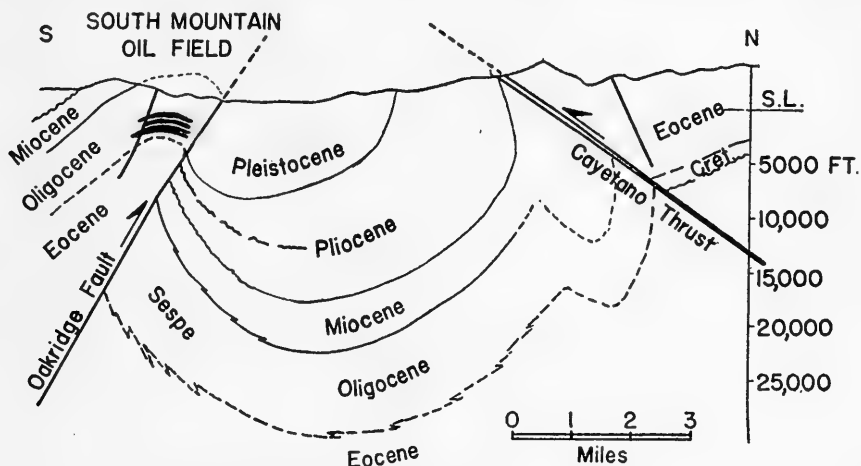 S
SOUTH MOUNTAIN
OIL FIELD
N
S.L.
Eocene
Cret.
Miocene
Oligocene
Eocene
Pleistocene
Cayetano Thrust
5000 FT.
10,000
15,000
20,000
25,000
Pliocene
Oakridge Fault
Sespe
Miocene
Oligocene
Eocene
0 1 2 3
Miles